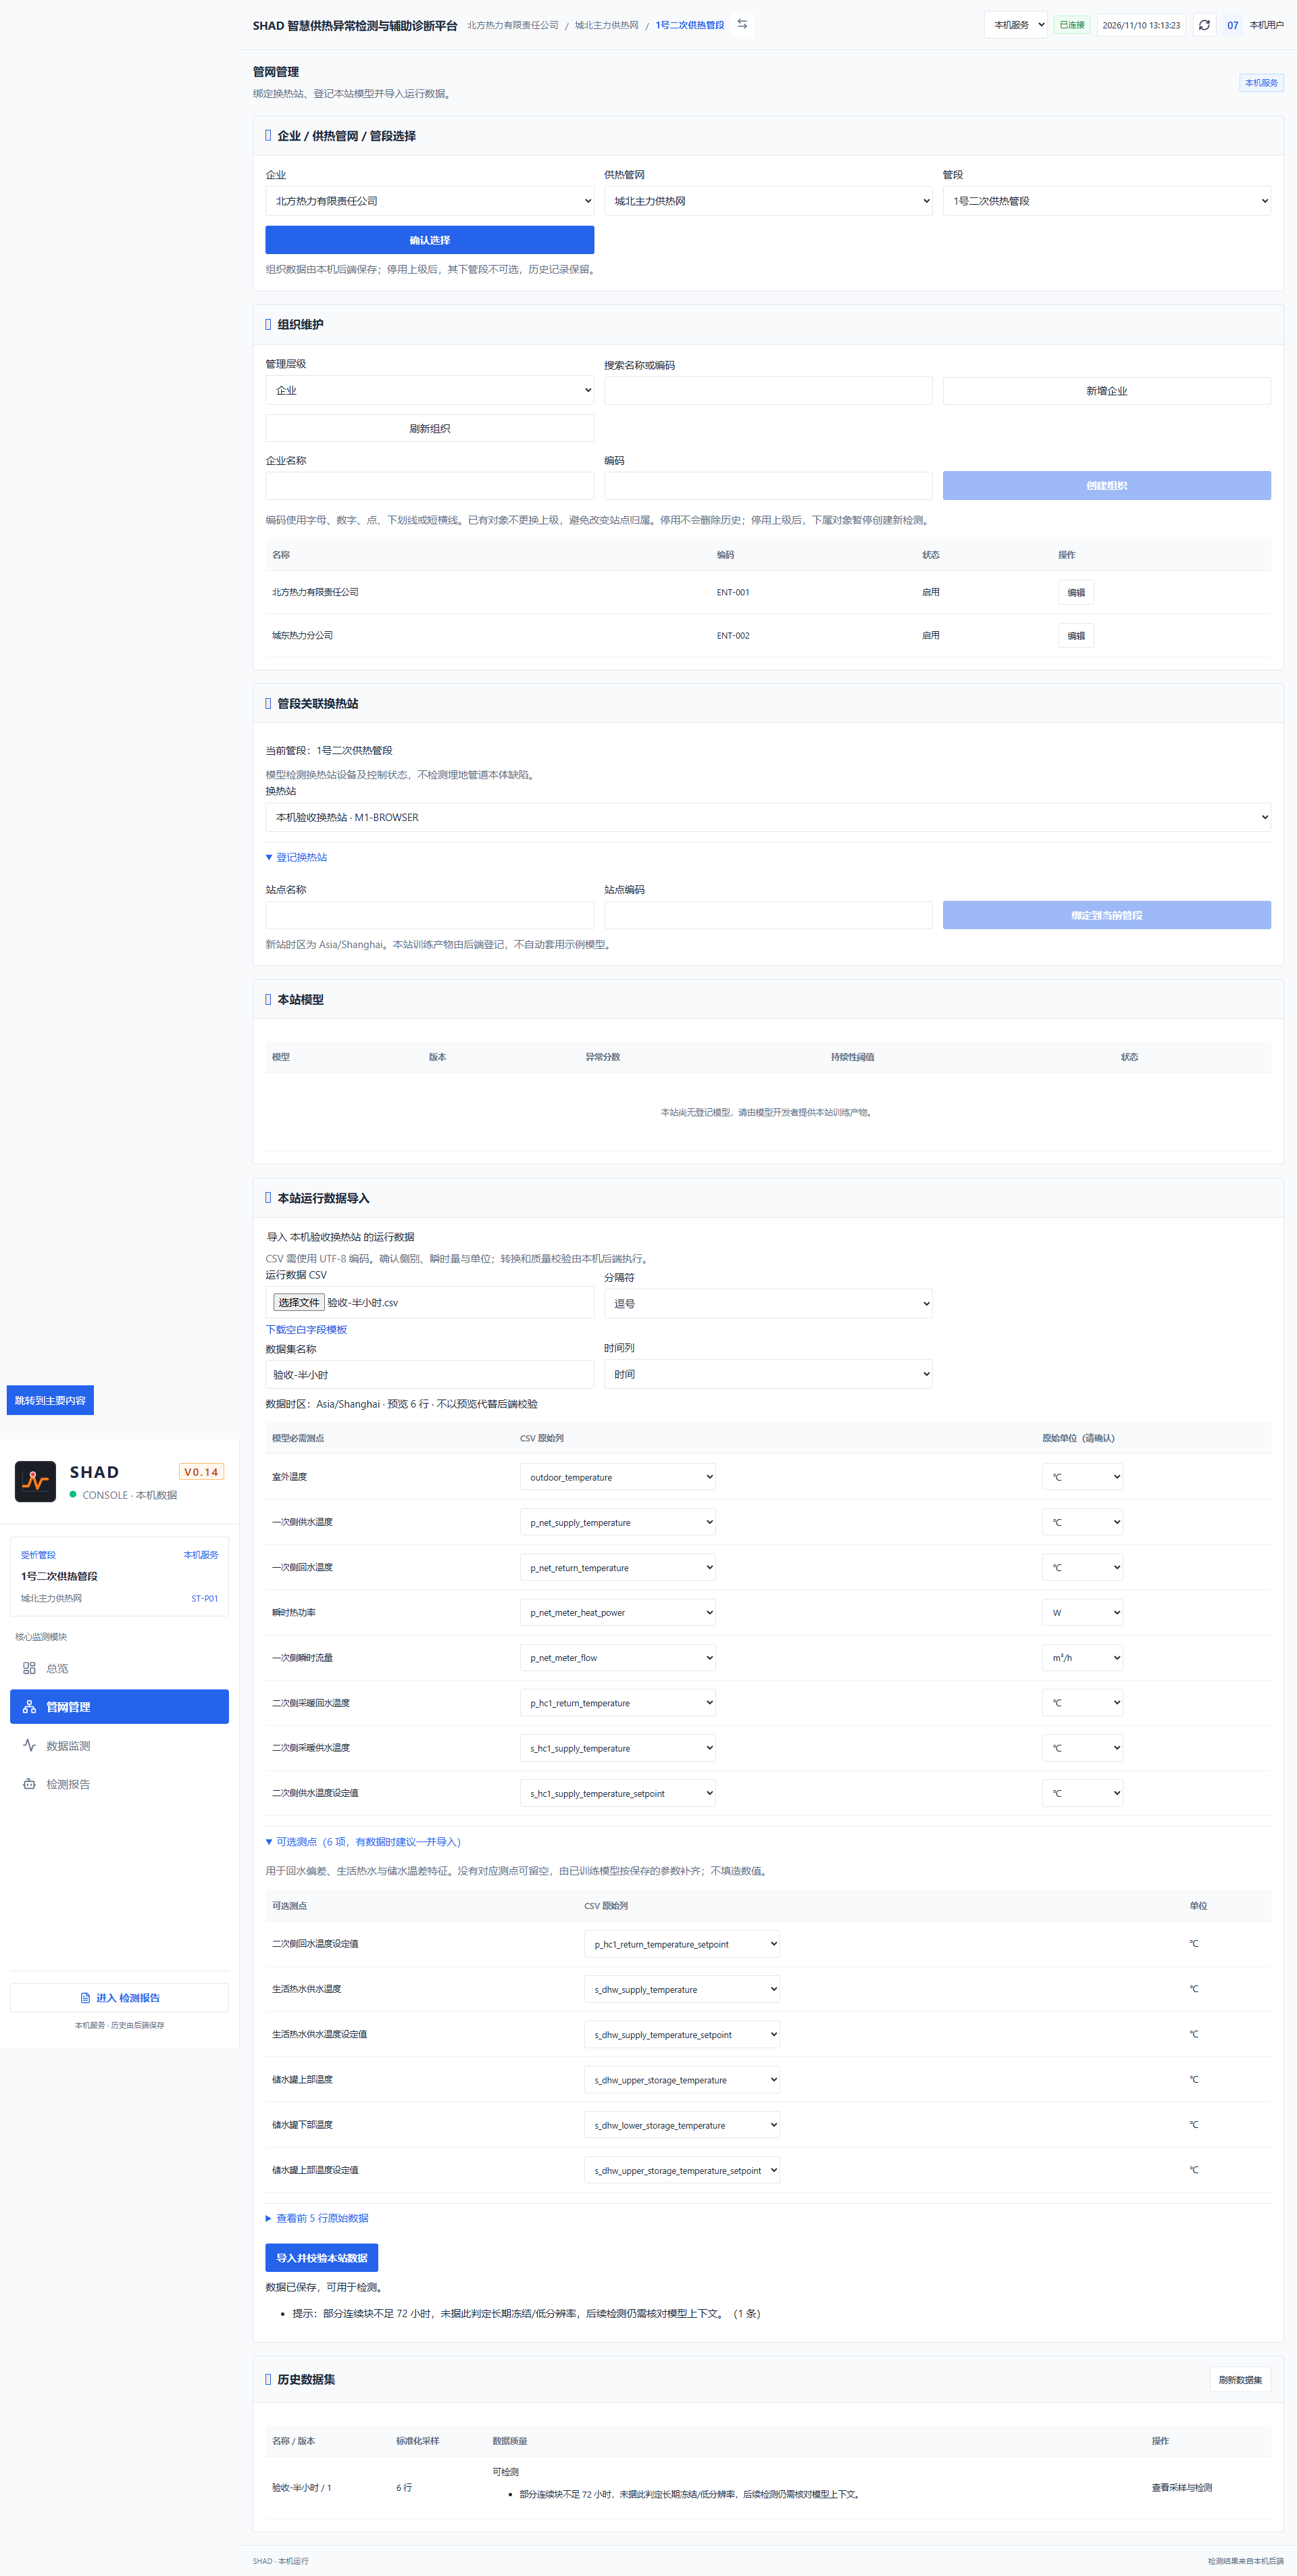 SHAD 智慧供热异常检测与辅助诊断平台
北方热力有限责任公司 / 城北主力供热网 / 1号二次供热管段
本机服务
已连接
2026/11/10 13:13:23
07
本机用户
管网管理
绑定换热站、登记本站模型并导入运行数据。
本机服务
企业 / 供热管网 / 管段选择
企业
供热管网
管段
北方热力有限责任公司
城北主力供热网
1号二次供热管段
确认选择
组织数据由本机后端保存；停用上级后，其下管段不可选，历史记录保留。
组织维护
管理层级
搜索名称或编码
企业
新增企业
刷新组织
企业名称
编码
创建组织
编码使用字母、数字、点、下划线或短横线。已有对象不更换上级，避免改变站点归属。停用不会删除历史；停用上级后，下属对象暂停创建新检测。
名称 编码 状态 操作
北方热力有限责任公司 ENT-001 启用 编辑
城东热力分公司 ENT-002 启用 编辑
管段关联换热站
当前管段：1号二次供热管段
模型检测换热站设备及控制状态，不检测埋地管道本体缺陷。
换热站
本机验收换热站 · M1-BROWSER
▼ 登记换热站
站点名称
站点编码
绑定到当前管段
新站时区为 Asia/Shanghai。本站训练产物由后端登记，不自动套用示例模型。
本站模型
模型 版本 异常分数 持续性阈值 状态
本站尚无登记模型，请由模型开发者提供本站训练产物。
本站运行数据导入
导入 本机验收换热站 的运行数据
CSV 需使用 UTF-8 编码。确认侧别、瞬时量与单位；转换和质量校验由本机后端执行。
运行数据 CSV
分隔符
选择文件 验收-半小时.csv
逗号
下载空白字段模板
数据集名称
时间列
验收-半小时
时间
数据时区：Asia/Shanghai · 预览 6 行 · 不以预览代替后端校验
模型必需测点 CSV 原始列 原始单位（请确认）
室外温度 outdoor_temperature ℃
一次侧供水温度 p_net_supply_temperature ℃
一次侧回水温度 p_net_return_temperature ℃
瞬时热功率 p_net_meter_heat_power W
一次侧瞬时流量 p_net_meter_flow m³/h
二次侧采暖回水温度 p_hc1_return_temperature ℃
二次侧采暖供水温度 s_hc1_supply_temperature ℃
二次侧供水温度设定值 s_hc1_supply_temperature_setpoint ℃
▼ 可选测点（6 项，有数据时建议一并导入）
用于回水偏差、生活热水与储水温差特征。没有对应测点可留空，由已训练模型按保存的参数补齐；不填造数值。
可选测点 CSV 原始列 单位
二次侧回水温度设定值 p_hc1_return_temperature_setpoint ℃
生活热水供水温度 s_dhw_supply_temperature ℃
生活热水供水温度设定值 s_dhw_supply_temperature_setpoint ℃
储水罐上部温度 s_dhw_upper_storage_temperature ℃
储水罐下部温度 s_dhw_lower_storage_temperature ℃
储水罐上部温度设定值 s_dhw_upper_storage_temperature_setpoint ℃
▶ 查看前 5 行原始数据
导入并校验本站数据
数据已保存，可用于检测。
• 提示：部分连续块不足 72 小时，未据此判定长期冻结/低分辨率，后续检测仍需核对模型上下文。（1 条）
历史数据集
刷新数据集
名称 / 版本 标准化采样 数据质量 操作
可检测
验收-半小时 / 1 6 行 • 部分连续块不足 72 小时，未据此判定长期冻结/低分辨率，后续检测仍需核对模型上下文。 查看采样与检测
SHAD · 本机运行
检测结果来自本机后端
跳转到主要内容
SHAD
V0.14
CONSOLE · 本机数据
受析管段
本机服务
1号二次供热管段
城北主力供热网
ST-P01
核心监测模块
总览
管网管理
数据监测
检测报告
进入 检测报告
本机服务 · 历史由后端保存